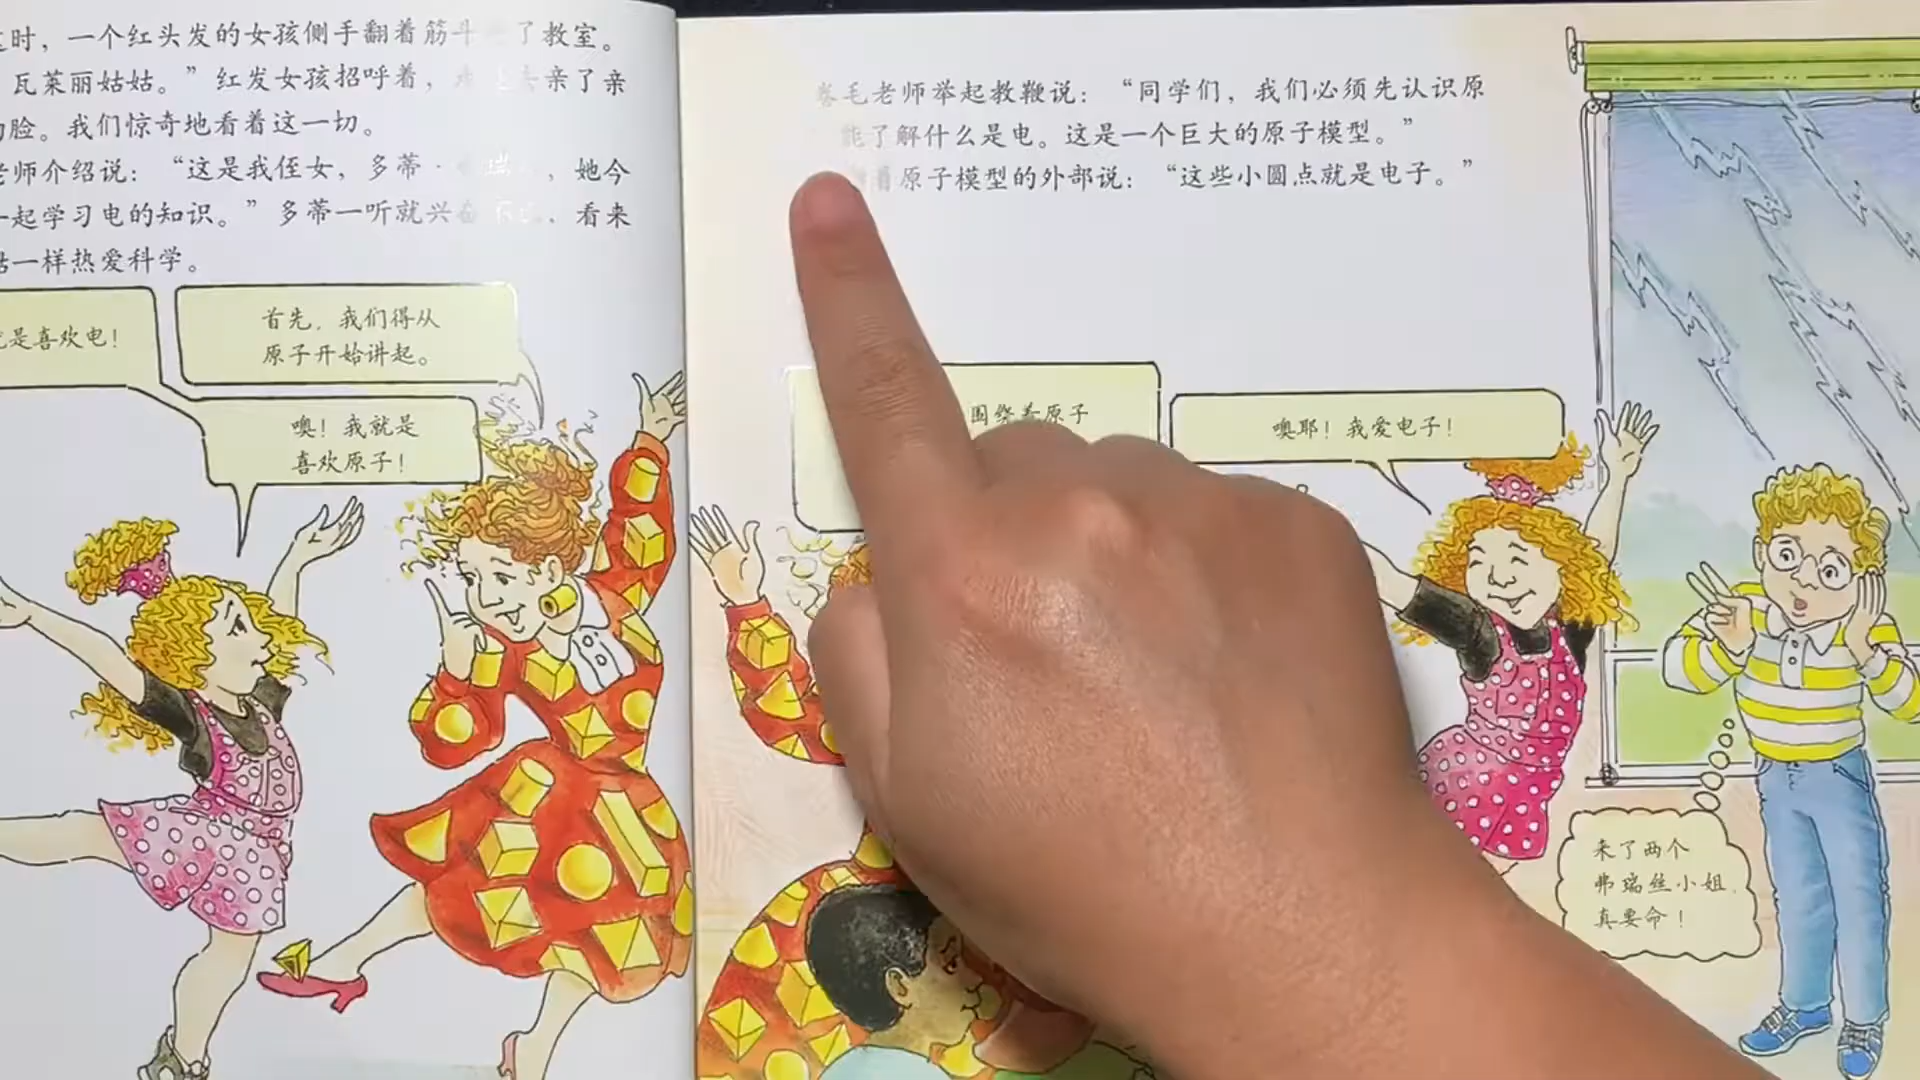 时，一个红头发的女孩侧手翻着筋斗 了教室。
瓦莱丽姑姑。”红发女孩招呼着， 亲了亲
脸。我们惊奇地看着这一切。
老师介绍说：“这是我侄女，多蒂· ，她今
一起学习电的知识。”多蒂一听就兴奋 ，看来
一样热爱科学。
是喜欢电！
首先，我们得从
原子开始讲起。
噢！我就是
喜欢原子！
卷毛老师举起教鞭说：“同学们，我们必须先认识原
能了解什么是电。这是一个巨大的原子模型。”
着原子模型的外部说：“这些小圆点就是电子。”
围绕着原子
噢耶！我爱电子！
来了两个
弗瑞丝小姐，
真要命！